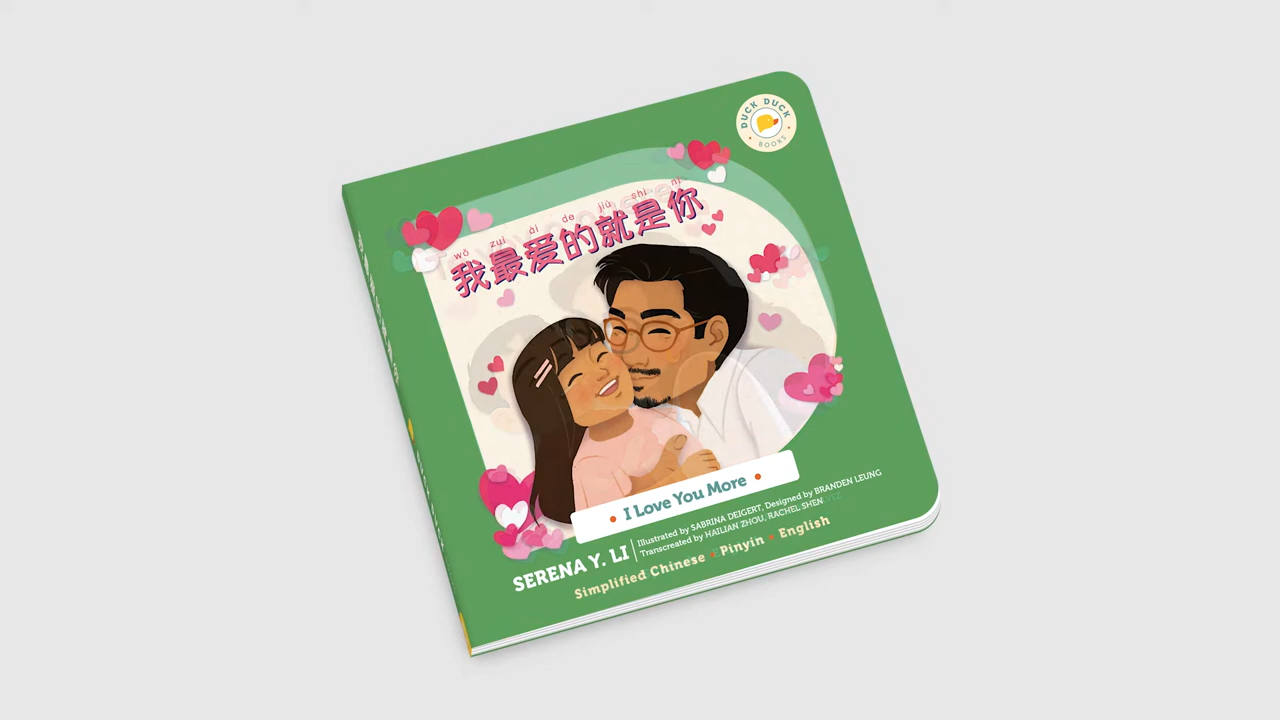 DUCK DUCK
BOOKS
wǒ zuì ài de jiù shì nǐ
我最爱的就是你
I Love You More
SERENA Y. LI
Illustrated by SABRINA DEIGERT, Designed by BRANDEN LEUNG
Transcreated by HAILIAN ZHOU, RACHEL SHEN
Simplified Chinese • Pinyin • English